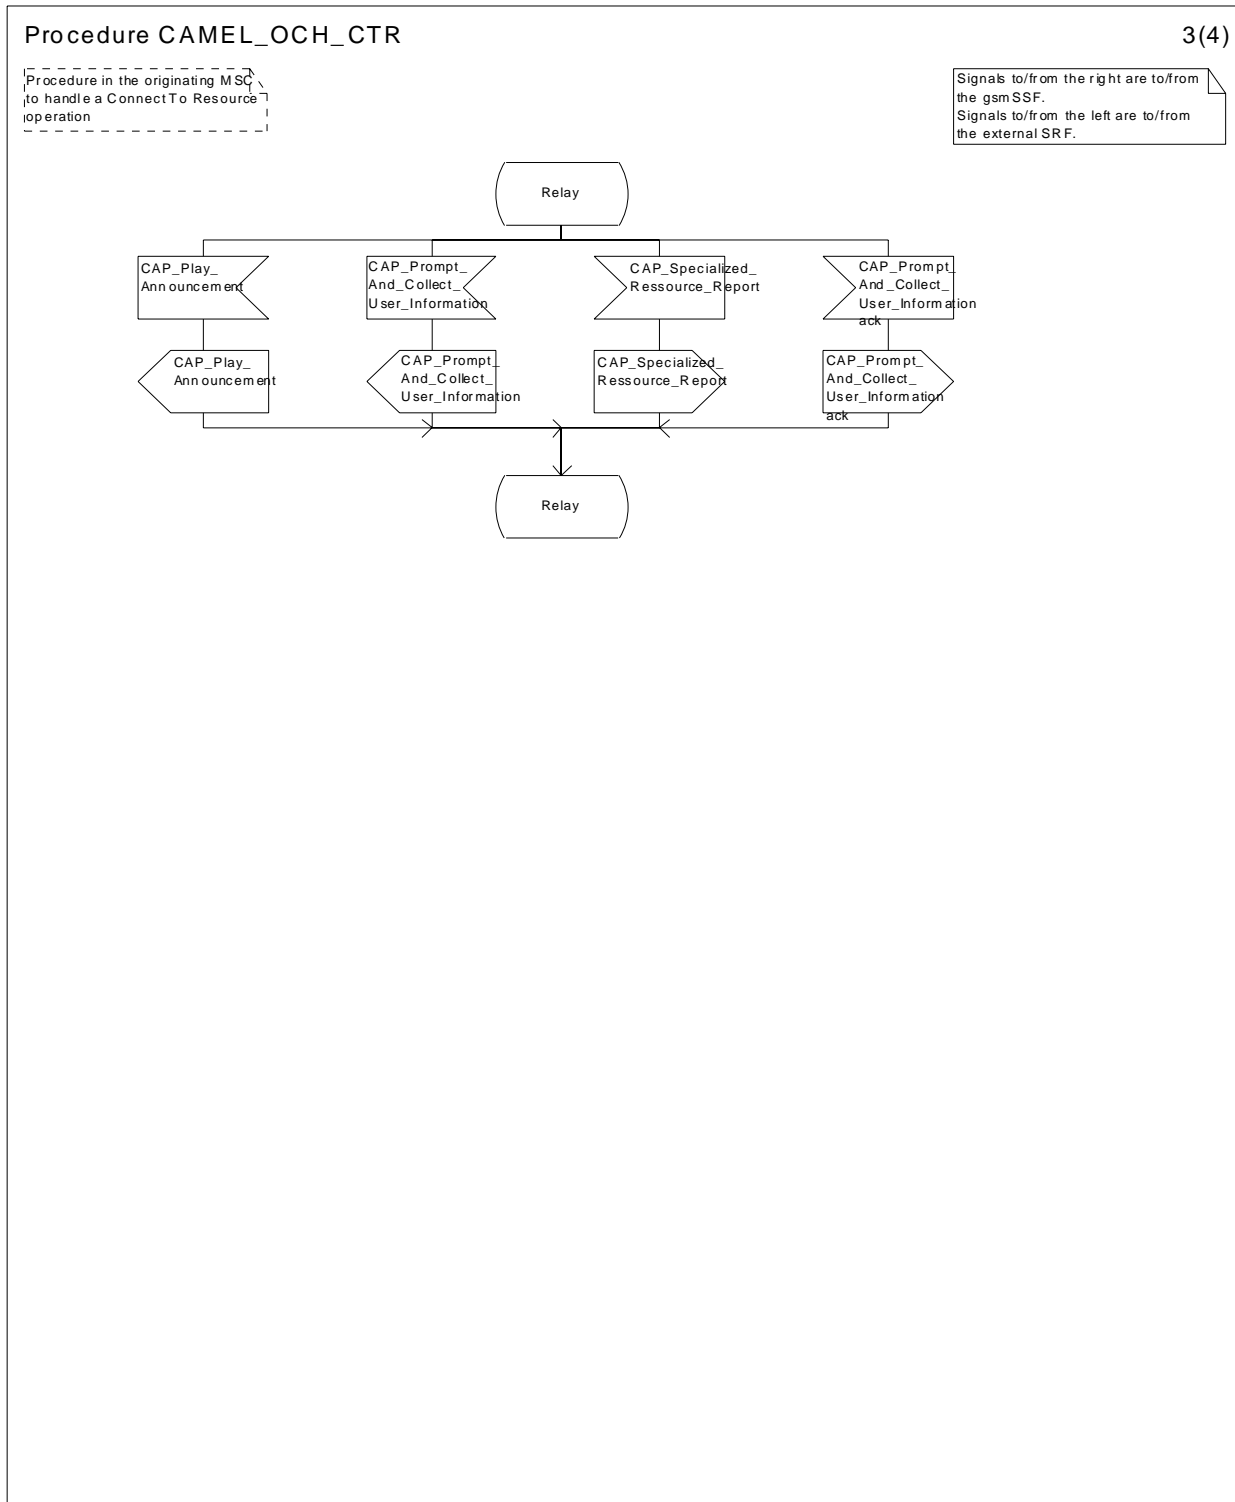 Procedure CAMEL_OCH_CTR
3(4)
Procedure in the originating MSC
to handle a Connect To Resource
operation
Signals to/from the right are to/from
the gsmSSF.
Signals to/from the left are to/from
the external SRF.
Relay
CAP_Play_
Announcement
CAP_Prompt_
And_Collect_
User_Information
CAP_Specialized_
Ressource_Report
CAP_Prompt_
And_Collect_
User_Information
ack
CAP_Play_
Announcement
CAP_Prompt_
And_Collect_
User_Information
CAP_Specialized_
Ressource_Report
CAP_Prompt_
And_Collect_
User_Information
ack
Relay